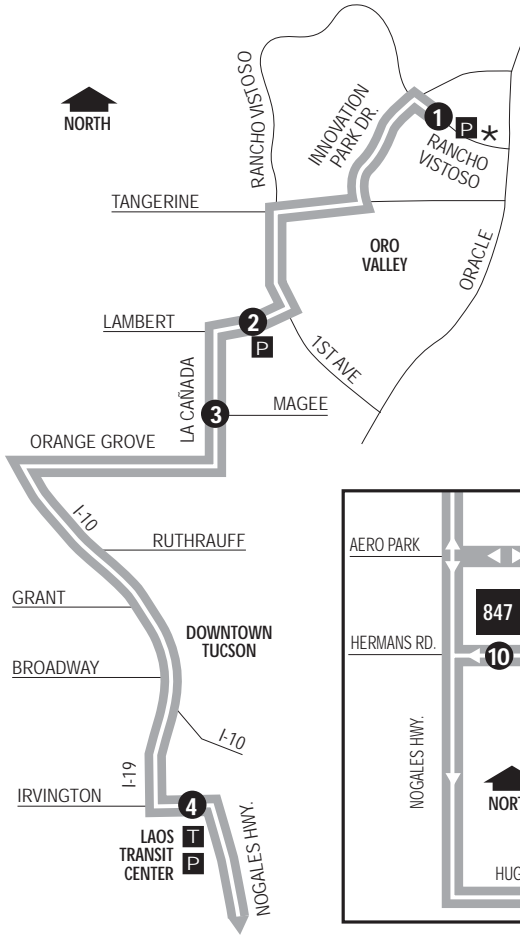 NORTH
RANCHO VISTOSO
INNOVATION
PARK DR.
1
P *
RANCHO
VISTOSO
TANGERINE
ORO
VALLEY
ORACLE
LAMBERT
2
P
1ST AVE
LA CAÑADA
3
MAGEE
ORANGE GROVE
I-10
RUTHRAUFF
GRANT
DOWNTOWN
TUCSON
BROADWAY
I-10
I-19
IRVINGTON
4
LAOS
TRANSIT
CENTER
T
P
NOGALES HWY.
AERO PARK
847
HERMANS RD.
10
NOGALES HWY.
NORT
HUG